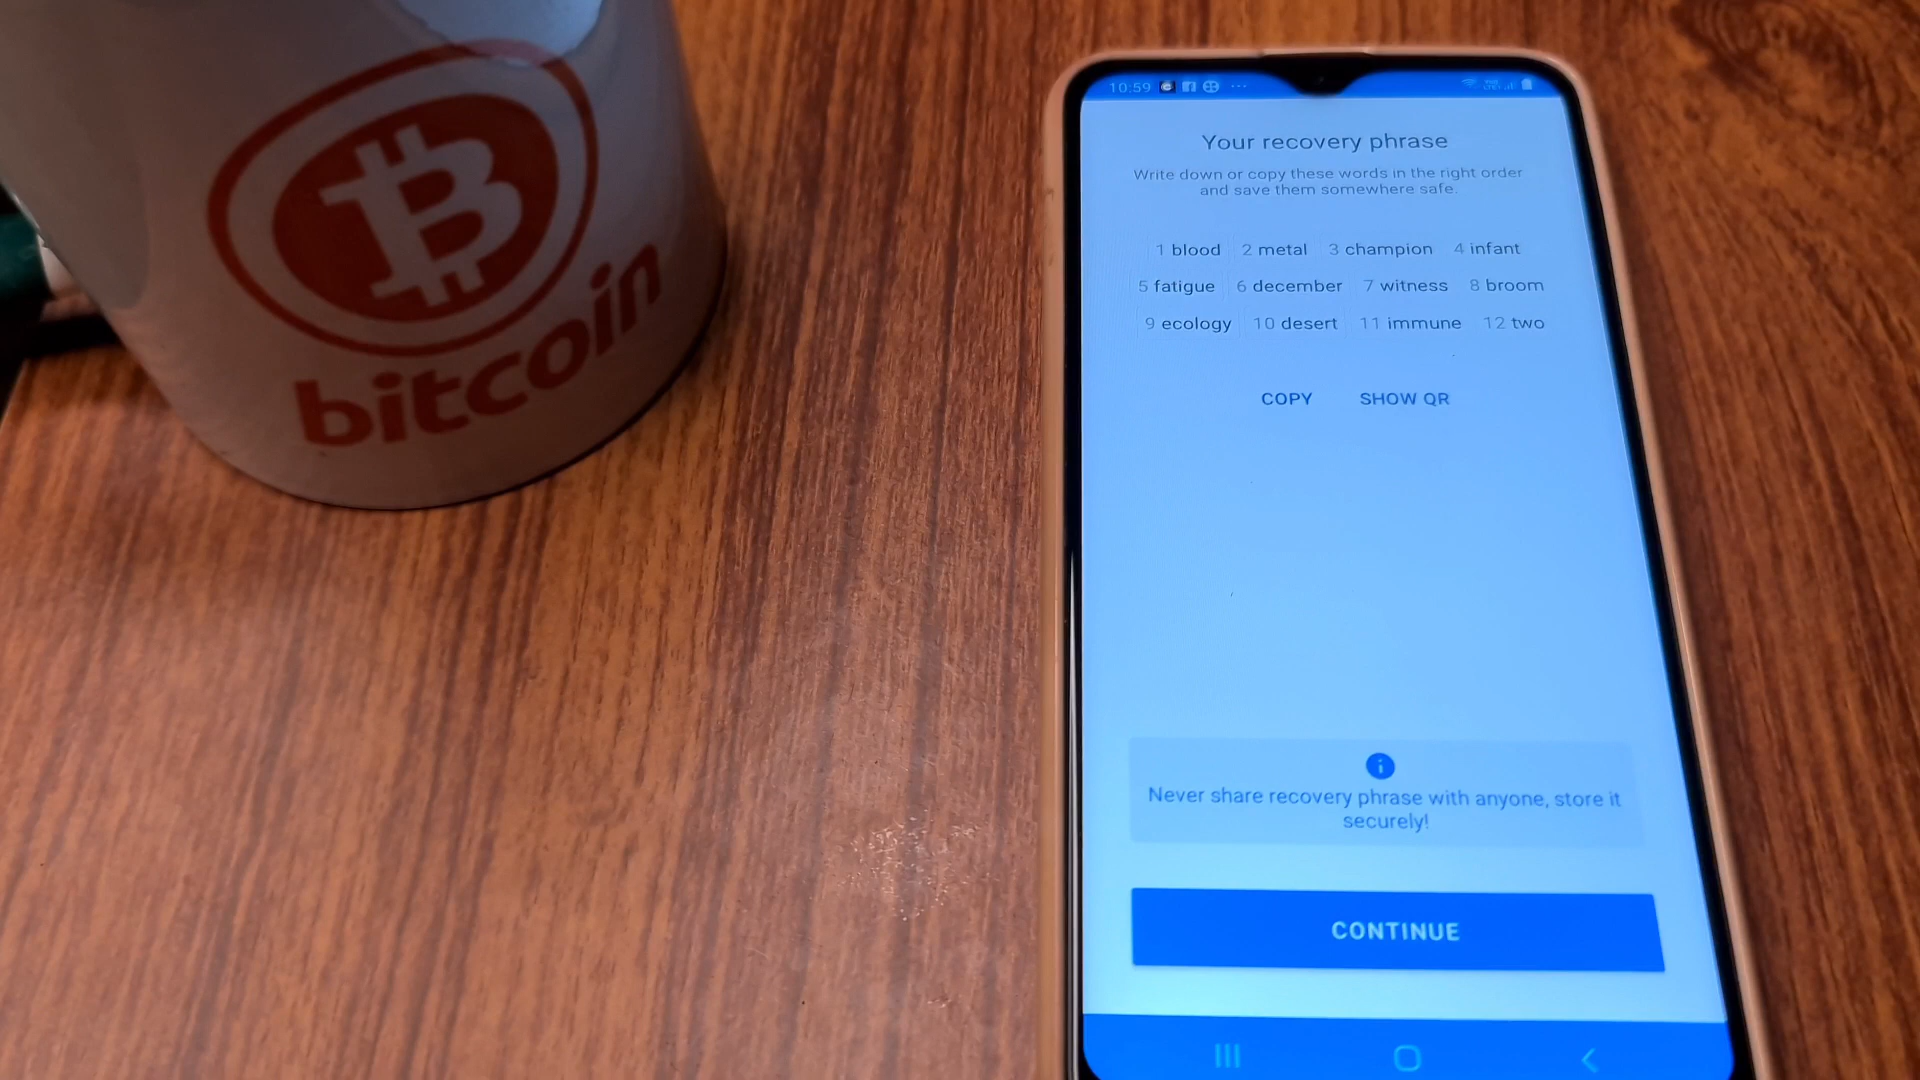 bitcoin
10:59
Your recovery phrase
Write down or copy these words in the right order
and save them somewhere safe.
1 blood 2 metal 3 champion 4 infant
5 fatigue 6 december 7 witness 8 broom
9 ecology 10 desert 11 immune 12 two
COPY SHOW QR
Never share recovery phrase with anyone, store it
securely!
CONTINUE